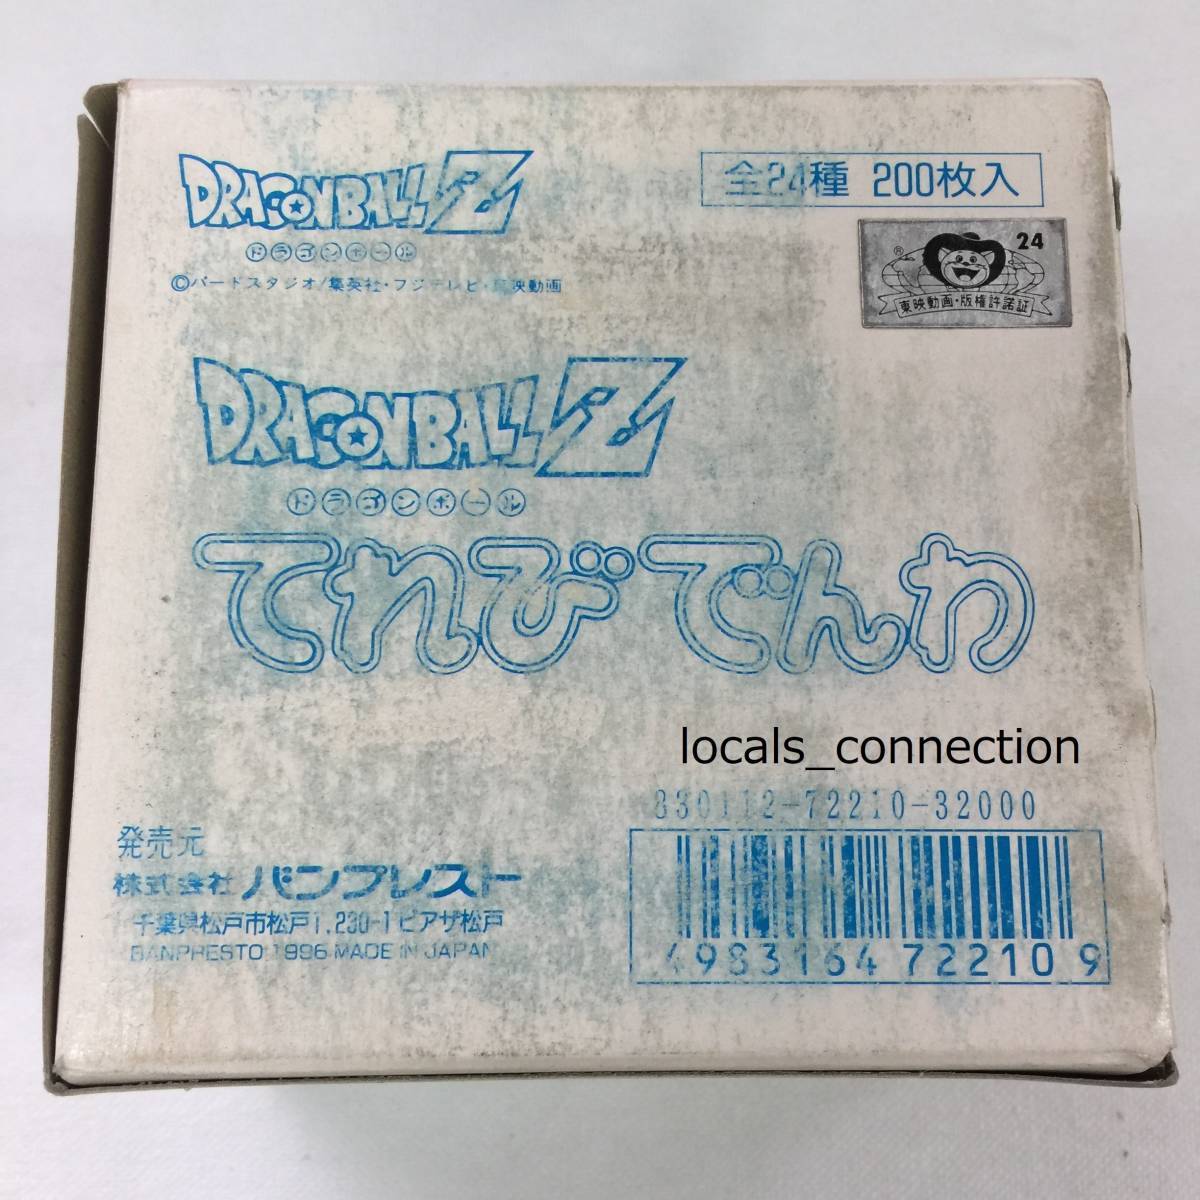 DRAGONBALL Z
ドラゴンボール
©バードスタジオ/集英社・フジテレビ・東映動画
全24種 200枚入
® 24
東映動画・版権許諾証
DRAGONBALL Z
ドラゴンボール
てれびでんわ
locals_connection
830112-72210-32000
発売元
株式会社 バンプレスト
千葉県松戸市松戸1,230-1 ピアザ松戸
BANPRESTO 1996 MADE IN JAPAN
4983164 722109